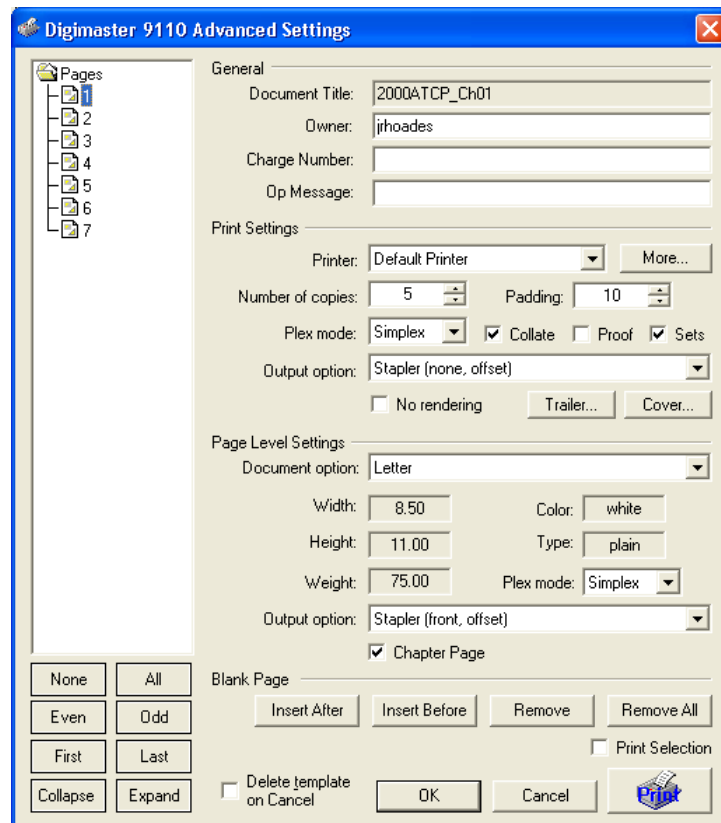 Digimaster 9110 Advanced Settings
Pages
1
2
3
4
5
6
7
None All
Even Odd
First Last
Collapse Expand
General
Document Title: 2000ATCP_Ch01
Owner: jrhoades
Charge Number:
Op Message:
Print Settings
Printer: Default Printer More...
Number of copies: 5 Padding: 10
Plex mode: Simplex Collate Proof Sets
Output option: Stapler (none, offset)
No rendering Trailer... Cover...
Page Level Settings
Document option: Letter
Width: 8.50 Color: white
Height: 11.00 Type: plain
Weight: 75.00 Plex mode: Simplex
Output option: Stapler (front, offset)
Chapter Page
Blank Page
Insert After Insert Before Remove Remove All
Print Selection
Delete template
on Cancel
OK Cancel Print